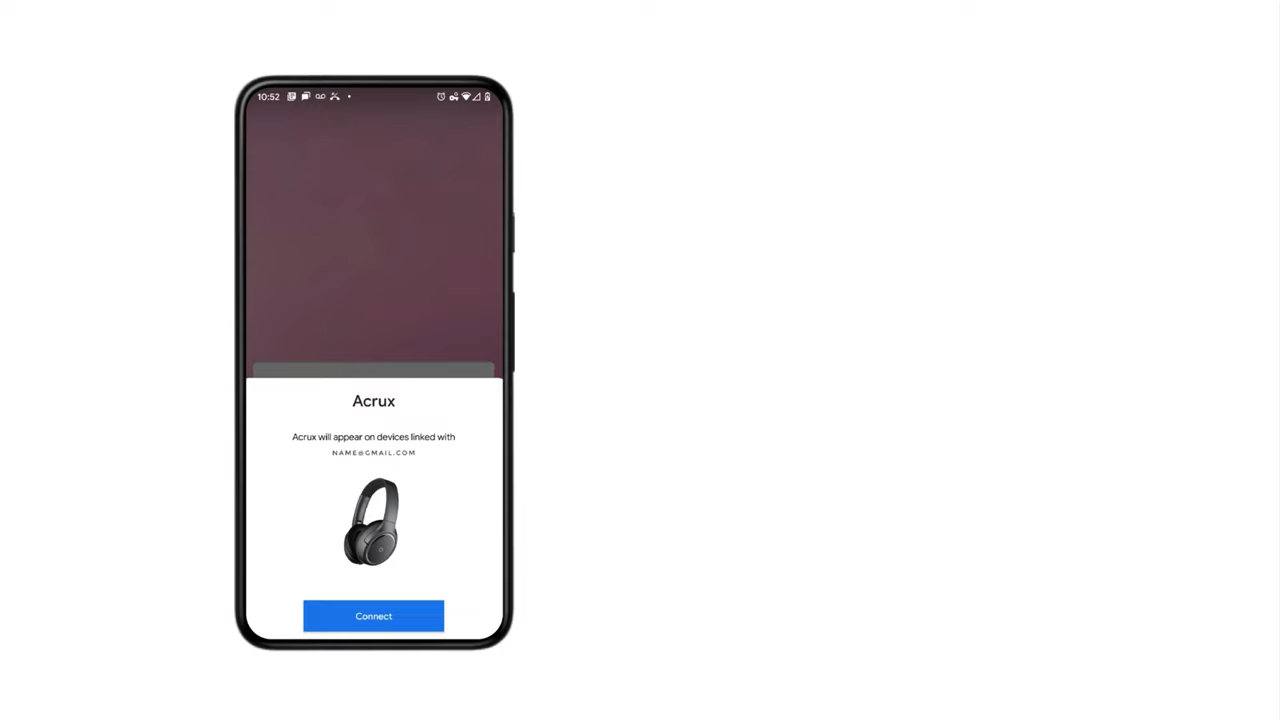 10:52
Acrux
Acrux will appear on devices linked with
NAME@GMAIL.COM
Connect